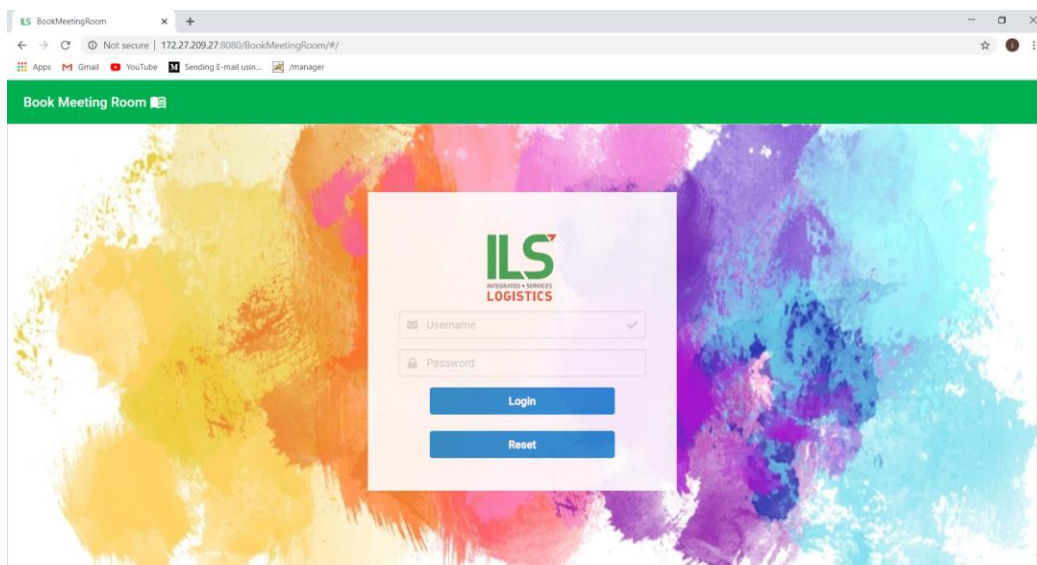 ILS BookMeetingRoom
Not secure | 172.27.209.27:8080/BookMeetingRoom/#/
Apps Gmail YouTube Sending E-mail usin... /manager
Book Meeting Room
ILS
INTEGRATED • SERVICES
LOGISTICS
Username
Password
Login
Reset